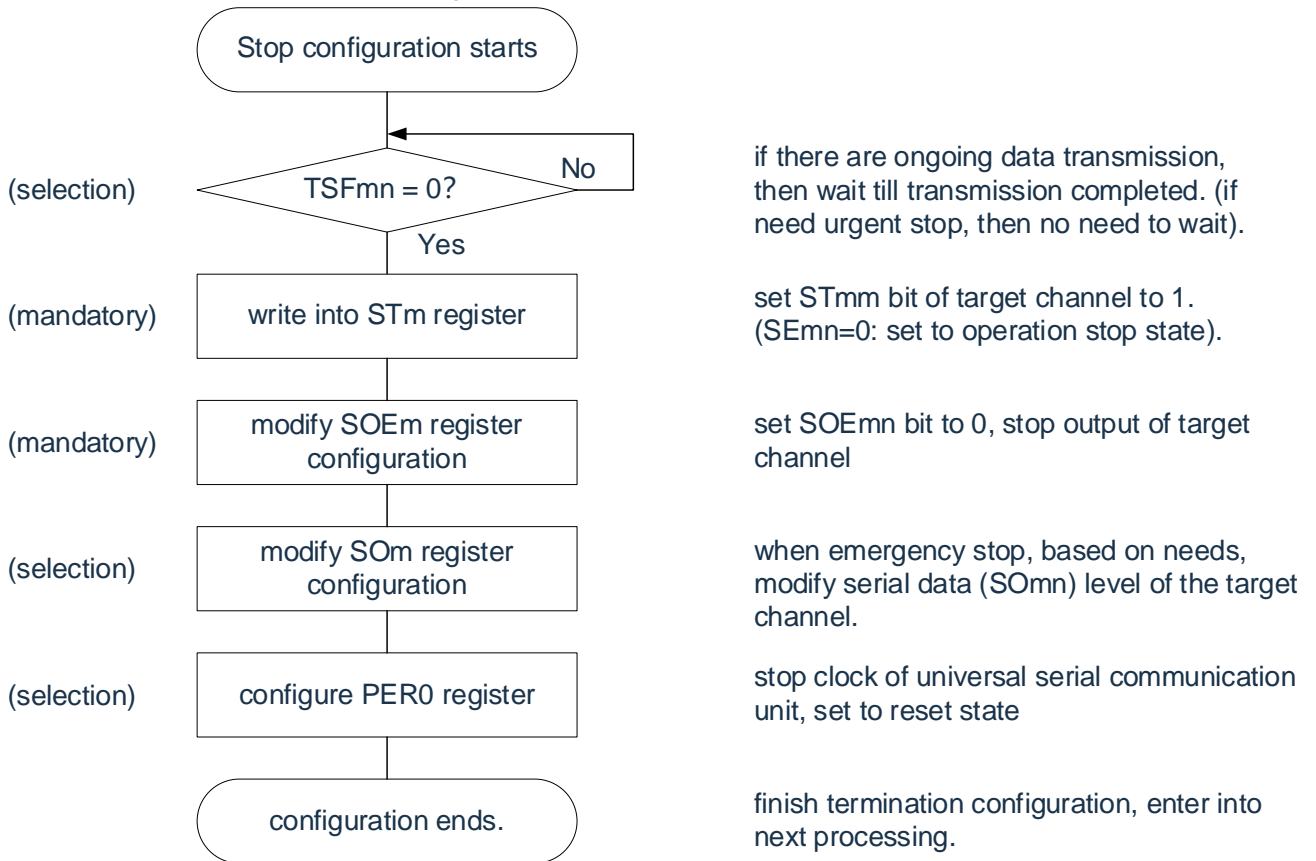 Stop configuration starts
(selection)
TSFmn = 0?
No
Yes
if there are ongoing data transmission,
then wait till transmission completed. (if
need urgent stop, then no need to wait).
(mandatory)
write into STm register
set STmm bit of target channel to 1.
(SEmn=0: set to operation stop state).
(mandatory)
modify SOEm register
configuration
set SOEmn bit to 0, stop output of target
channel
(selection)
modify SOm register
configuration
when emergency stop, based on needs,
modify serial data (SOmn) level of the target
channel.
(selection)
configure PER0 register
stop clock of universal serial communication
unit, set to reset state
configuration ends.
finish termination configuration, enter into
next processing.